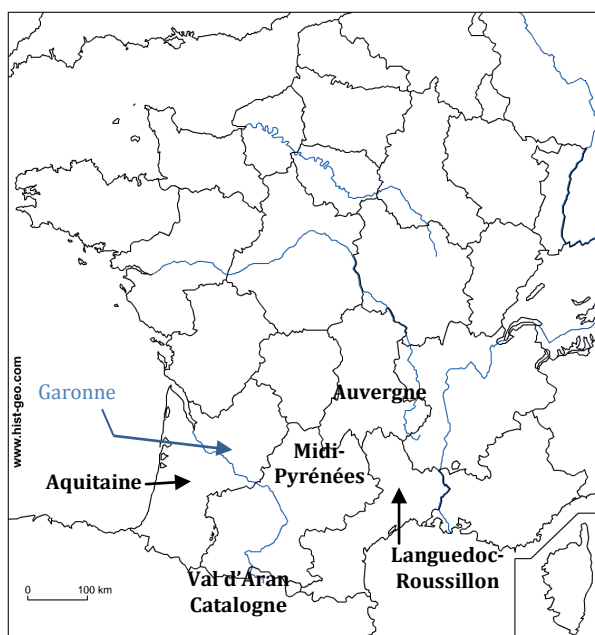 www.hist-geo.com
Garonne
Auvergne
Midi-
Pyrénées
Aquitaine
Languedoc-
Roussillon
Val d'Aran
Catalogne
0 100 km